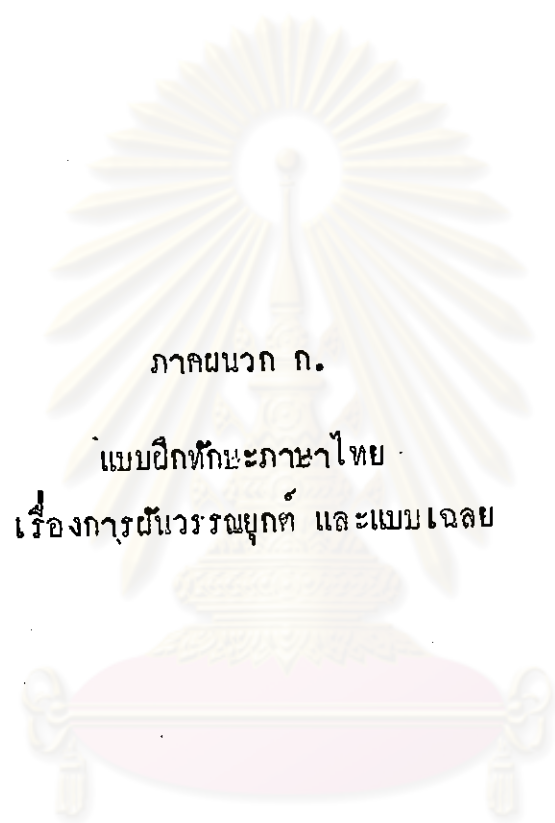 ภาคผนวก ก.
แบบฝึกทักษะภาษาไทย
เรื่องการผันวรรณยุกต์ และแบบเฉลย